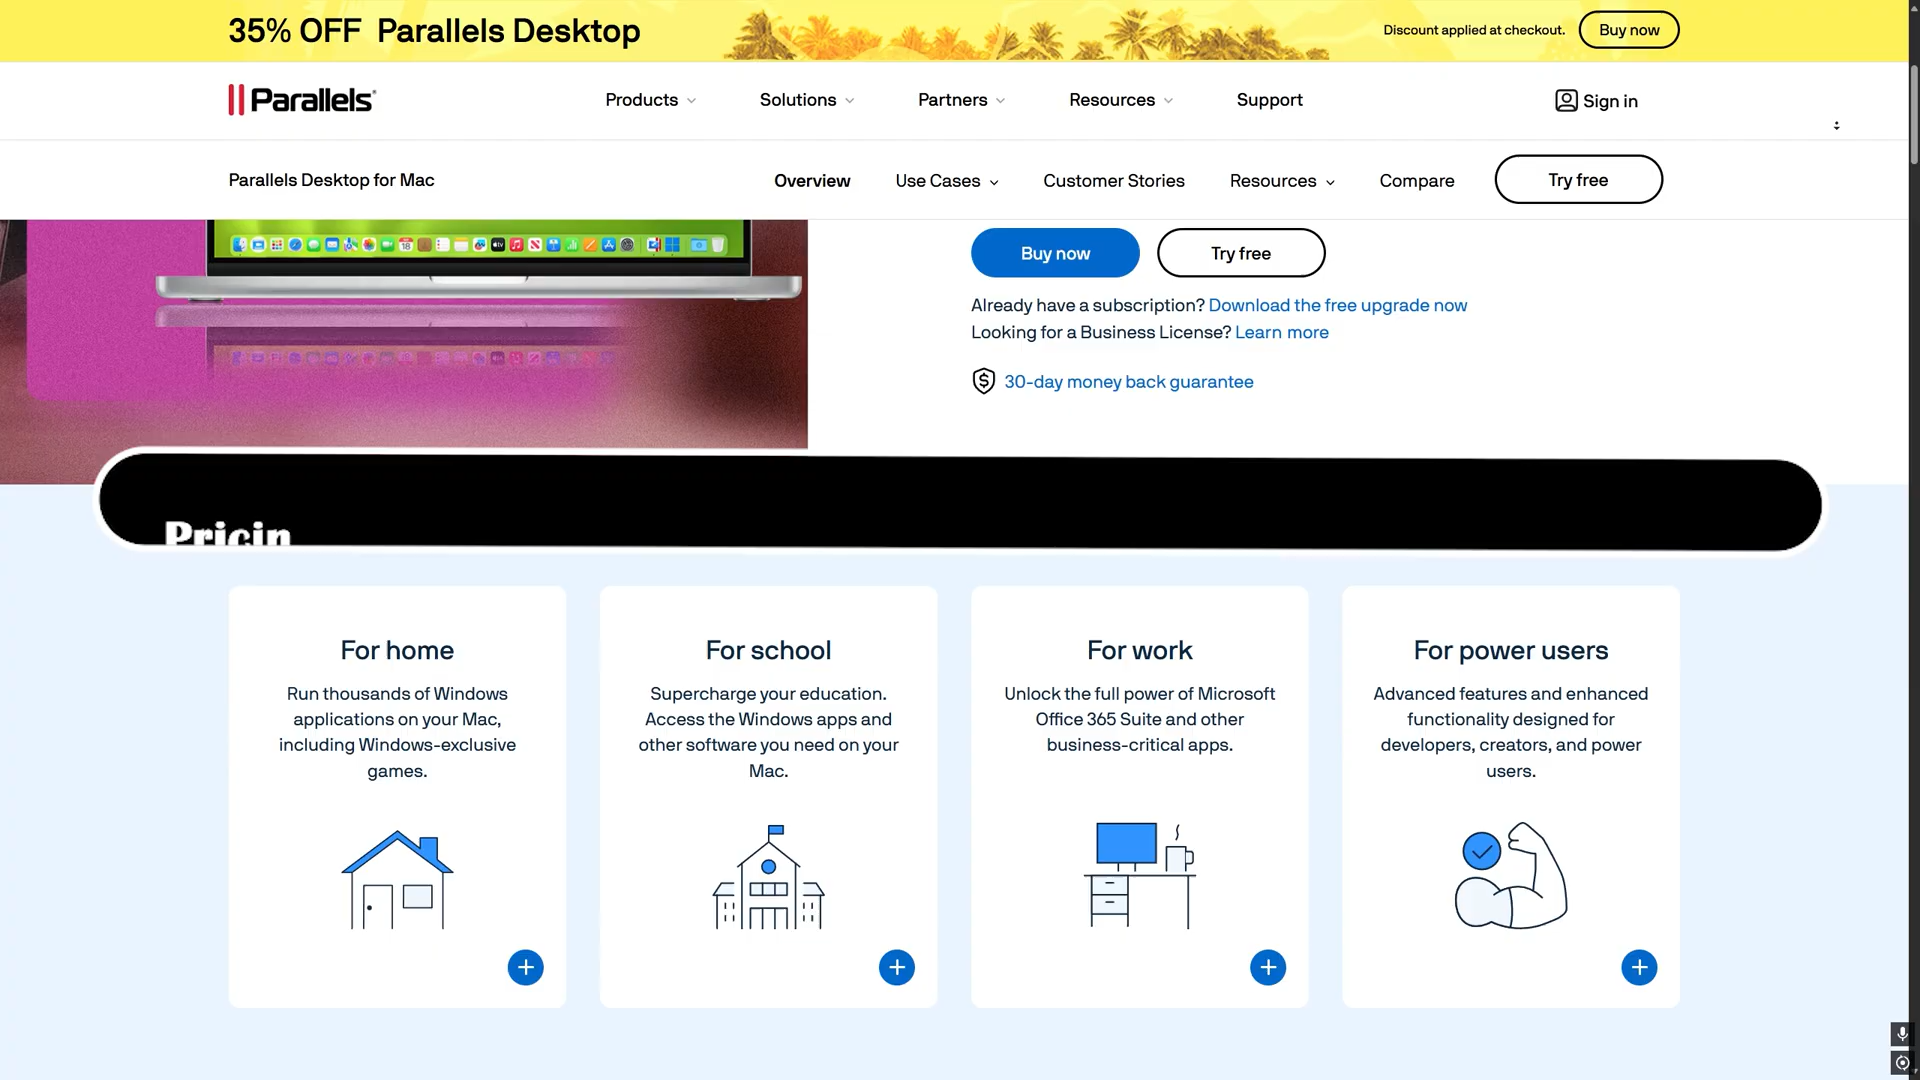 35% OFF Parallels Desktop
Discount applied at checkout.
Buy now
Parallels
Products
Solutions
Partners
Resources
Support
Sign in
Parallels Desktop for Mac
Overview
Use Cases
Customer Stories
Resources
Compare
Try free
Buy now
Try free
Already have a subscription? Download the free upgrade now
Looking for a Business License? Learn more
30-day money back guarantee
Pricin
For home
Run thousands of Windows
applications on your Mac,
including Windows-exclusive
games.
For school
Supercharge your education.
Access the Windows apps and
other software you need on your
Mac.
For work
Unlock the full power of Microsoft
Office 365 Suite and other
business-critical apps.
For power users
Advanced features and enhanced
functionality designed for
developers, creators, and power
users.